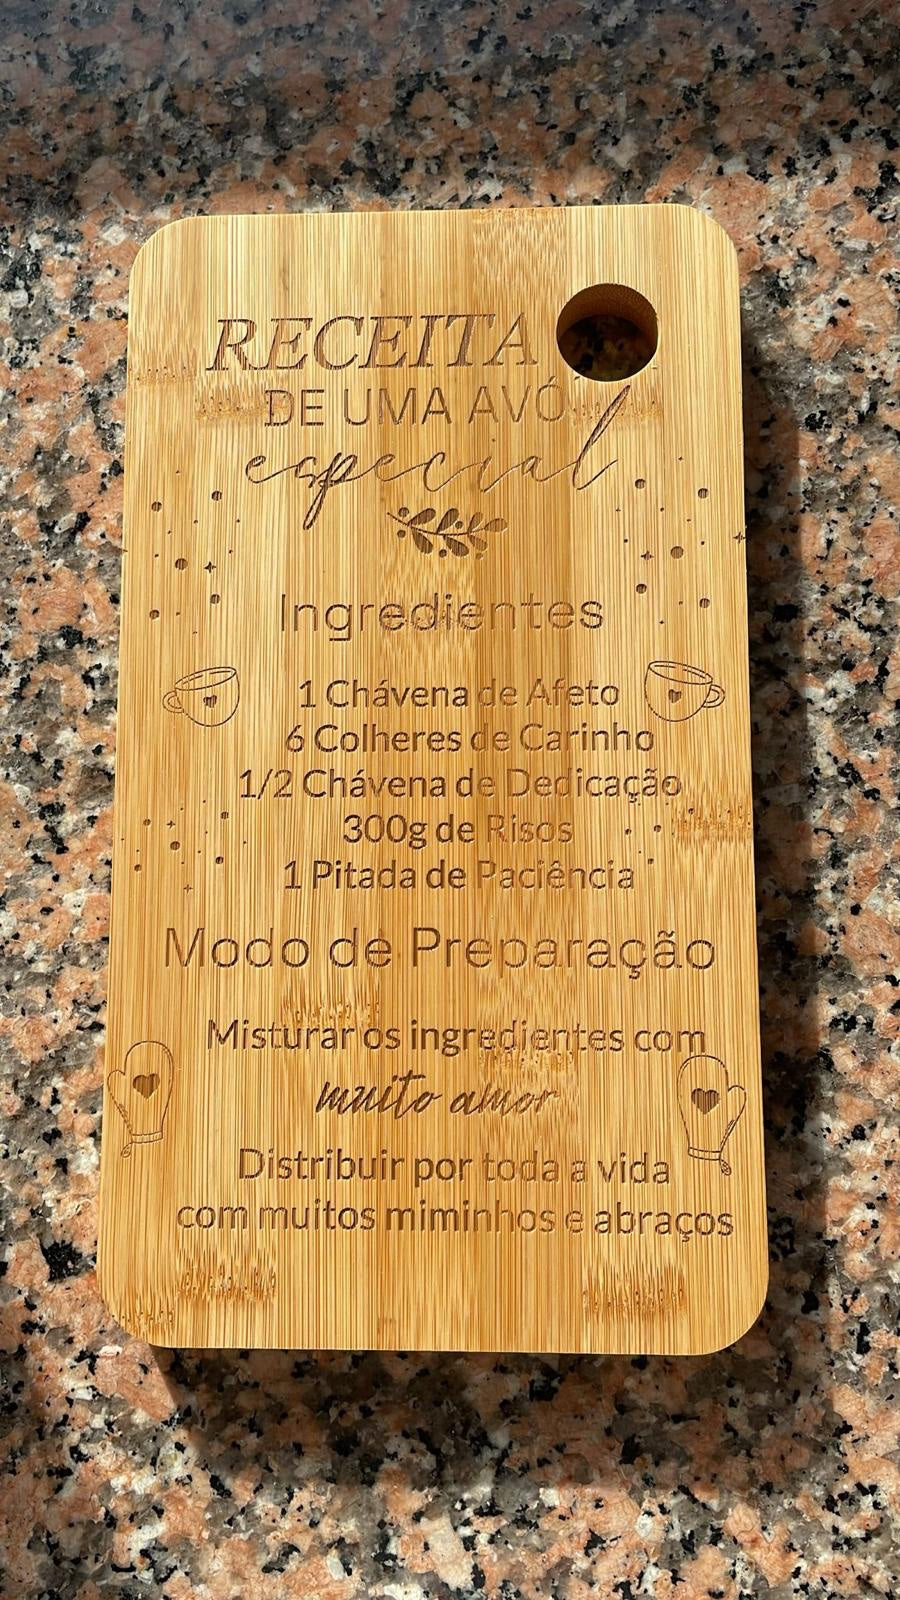 RECEITA
DE UMA AVÓ
especial
Ingredientes
1 Chávena de Afeto
6 Colheres de Carinho
1/2 Chávena de Dedicação
300g de Risos
1 Pitada de Paciência
Modo de Preparação
Misturar os ingredientes com
muito amor
Distribuir por toda a vida
com muitos miminhos e abraços